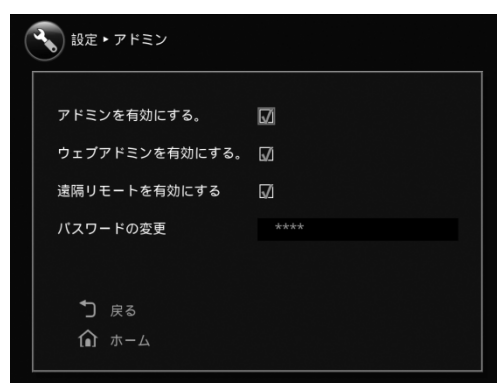 設定 ▸ アドミン
アドミンを有効にする。
ウェブアドミンを有効にする。
遠隔リモートを有効にする
パスワードの変更 ****
戻る
ホーム